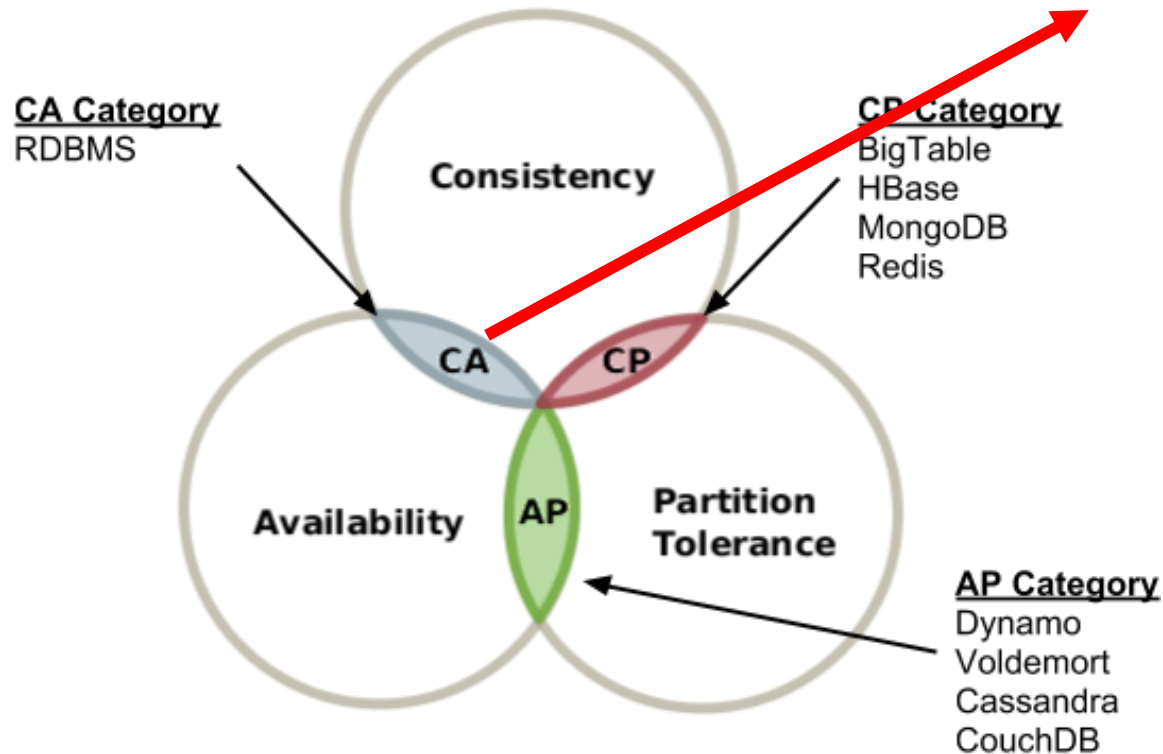 CA Category
RDBMS
Consistency
CP Category
BigTable
HBase
MongoDB
Redis
CA
CP
Availability
AP
Partition
Tolerance
AP Category
Dynamo
Voldemort
Cassandra
CouchDB